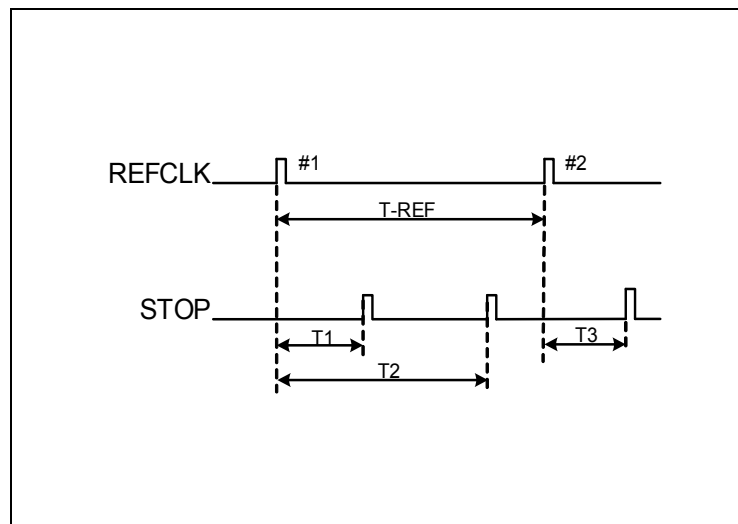 REFCLK
#1
#2
T-REF
STOP
T1
T3
T2